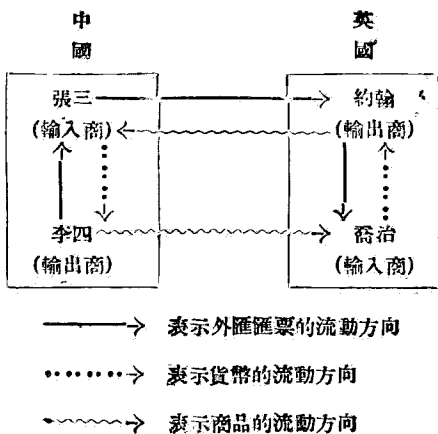 中國
英國
張三
約翰
(輸入商)
(輸出商)
李四
喬治
(輸出商)
(輸入商)
表示外匯匯票的流動方向
表示貨幣的流動方向
表示商品的流動方向